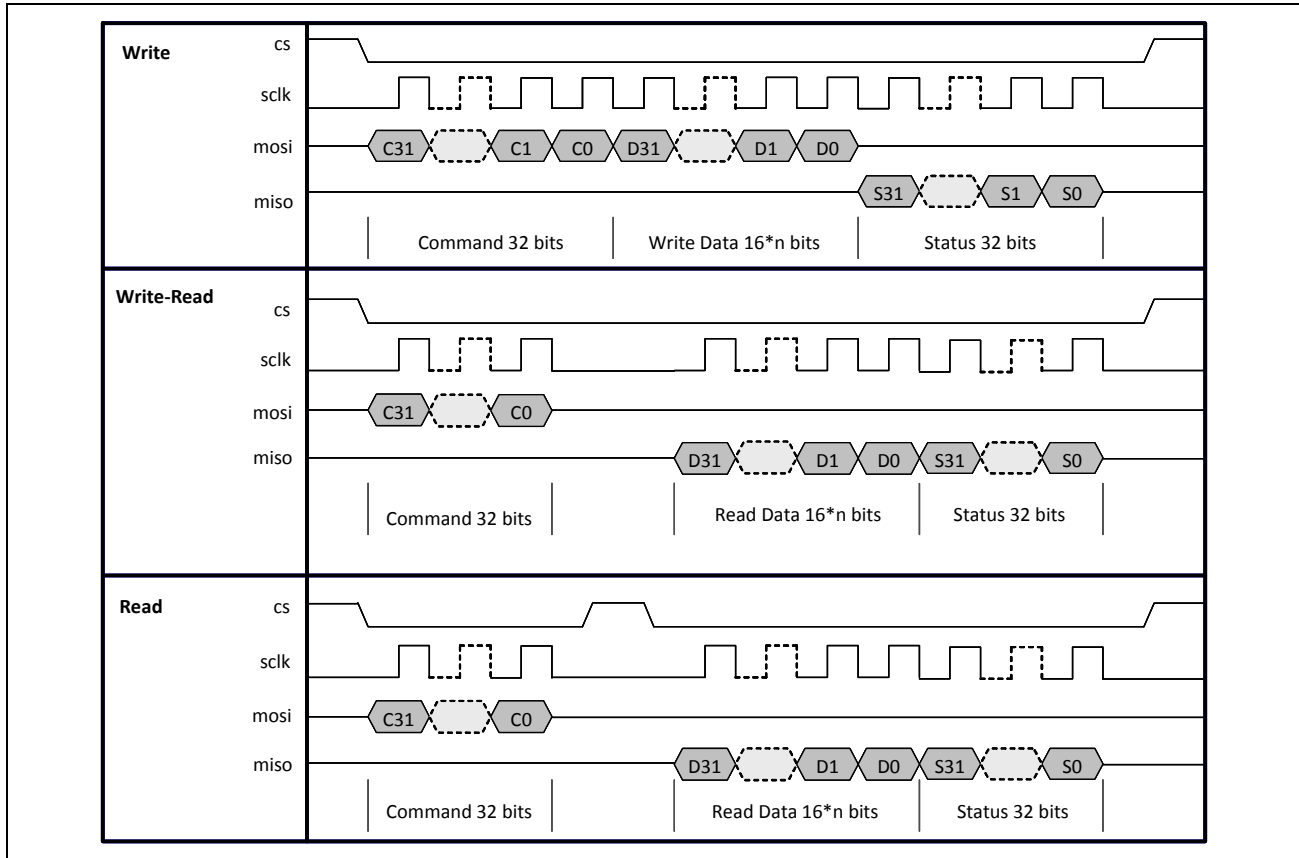 Write
cs
sclk
mosi C31 C1 C0 D31 D1 D0
miso S31 S1 S0
Command 32 bits Write Data 16*n bits Status 32 bits
Write-Read
cs
sclk
mosi C31 C0
miso D31 D1 D0 S31 S0
Command 32 bits Read Data 16*n bits Status 32 bits
Read cs
sclk
mosi C31 C0
miso D31 D1 D0 S31 S0
Command 32 bits Read Data 16*n bits Status 32 bits